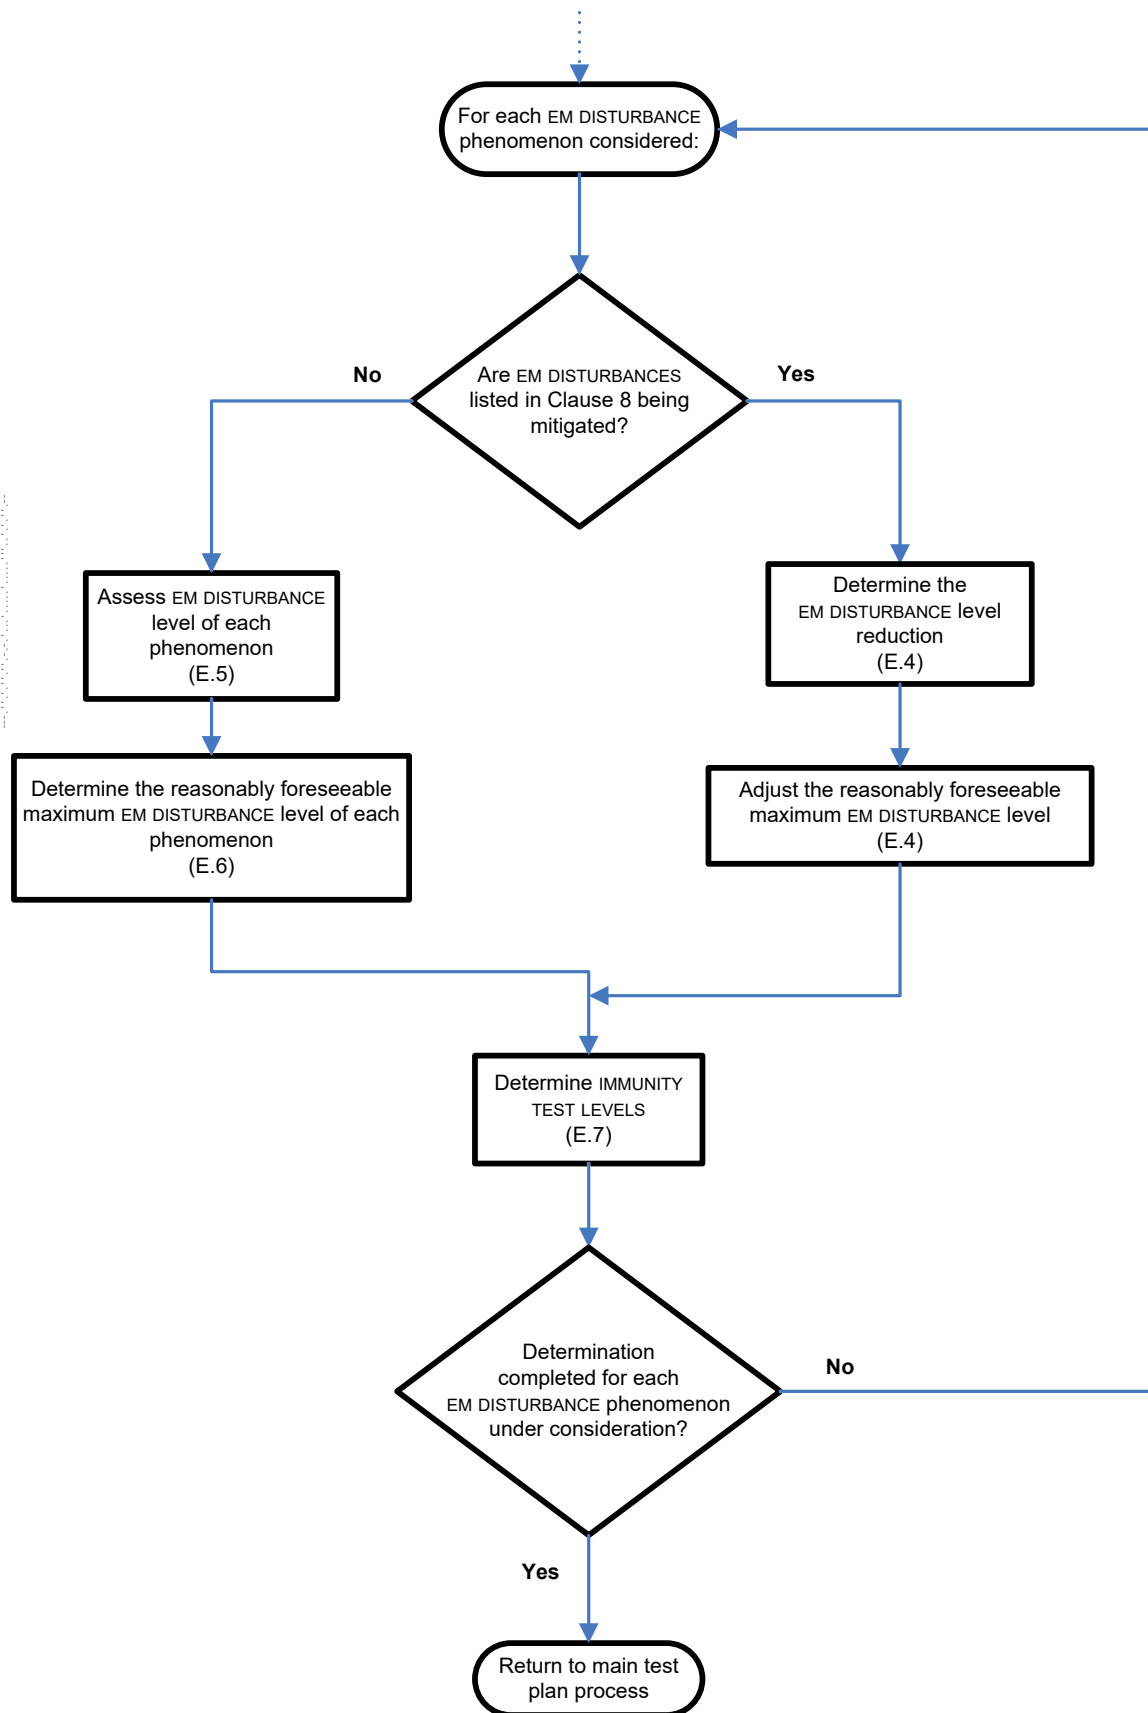 For each EM DISTURBANCE
phenomenon considered:
No
Yes
Are EM DISTURBANCES
listed in Clause 8 being
mitigated?
Assess EM DISTURBANCE
level of each
phenomenon
(E.5)
Determine the
EM DISTURBANCE level
reduction
(E.4)
Determine the reasonably foreseeable
maximum EM DISTURBANCE level of each
phenomenon
(E.6)
Adjust the reasonably foreseeable
maximum EM DISTURBANCE level
(E.4)
Determine IMMUNITY
TEST LEVELS
(E.7)
Determination
completed for each
EM DISTURBANCE phenomenon
under consideration?
No
Yes
Return to main test
plan process